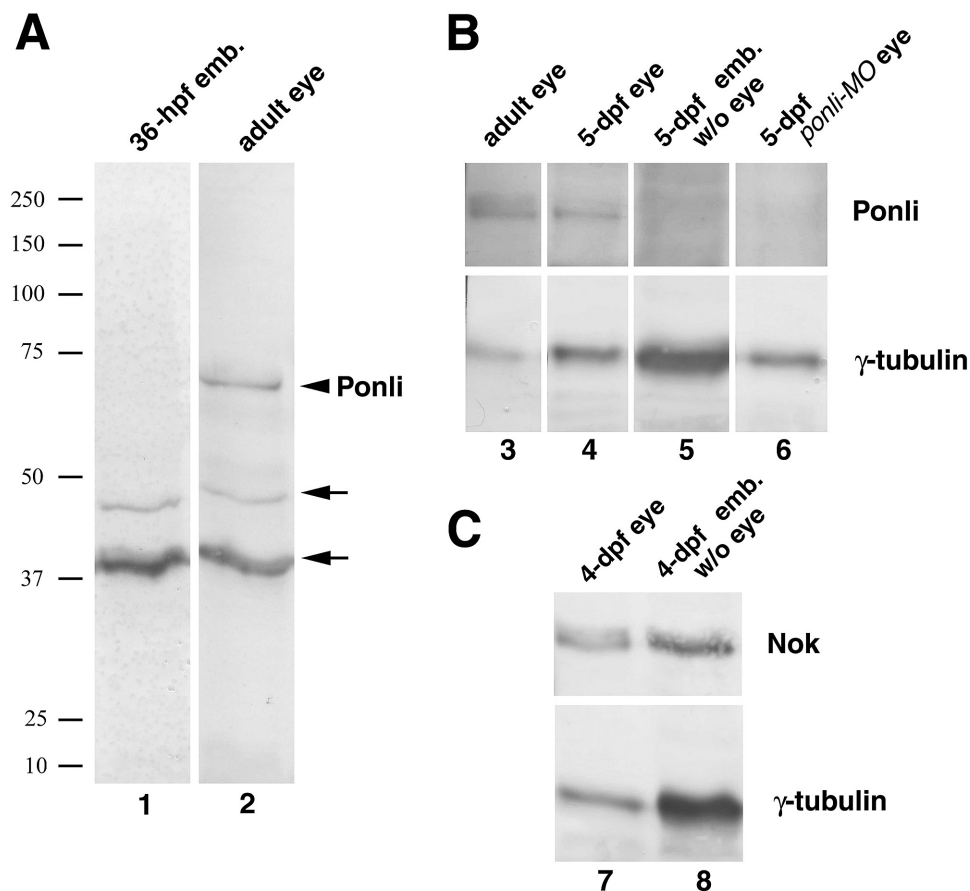 A
36-hpf emb.
adult eye
250
150
100
75
50
37
25
10
Ponli
1
2
B
adult eye
5-dpf eye
5-dpf emb.
w/o eye
5-dpf
ponli-MO eye
Ponli
γ-tubulin
3
4
5
6
C
4-dpf eye
4-dpf emb.
w/o eye
Nok
γ-tubulin
7
8